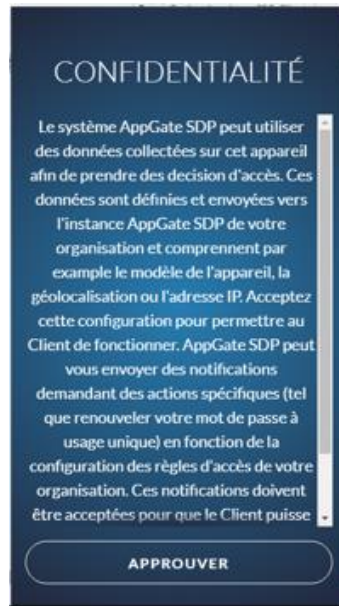 CONFIDENTIALITÉ
Le système AppGate SDP peut utiliser
des données collectées sur cet appareil
afin de prendre des decision d'accès. Ces
données sont définies et envoyées vers
l'instance AppGate SDP de votre
organisation et comprennent par
example le modèle de l'appareil, la
géolocalisation ou l'adresse IP. Acceptez
cette configuration pour permettre au
Client de fonctionner. AppGate SDP peut
vous envoyer des notifications
demandant des actions spécifiques (tel
que renouveler votre mot de passe à
usage unique) en fonction de la
configuration des règles d'accès de votre
organisation. Ces notifications doivent
être acceptées pour que le Client puisse
APPROUVER